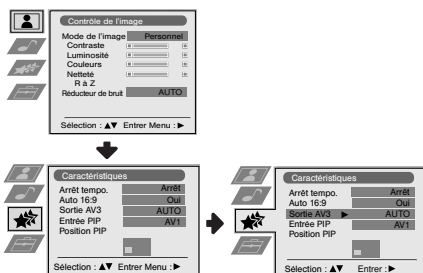 Contrôle de l'image
Mode de l'image Personnel
Contraste
Luminosité
Couleurs
Netteté
R à Z
Réducteur de bruit AUTO
Sélection : ▲▼ Entrer Menu : ▶
Caractéristiques
Arrêt tempo. Arrêt
Auto 16:9 Oui
Sortie AV3 AUTO
Entrée PIP AV1
Position PIP
Sélection : ▲▼ Entrer Menu : ▶
Caractéristiques
Arrêt tempo. Arrêt
Auto 16:9 Oui
Sortie AV3 ▶ AUTO
Entrée PIP AV1
Position PIP
Sélection : ▲▼ Entrer : ▶